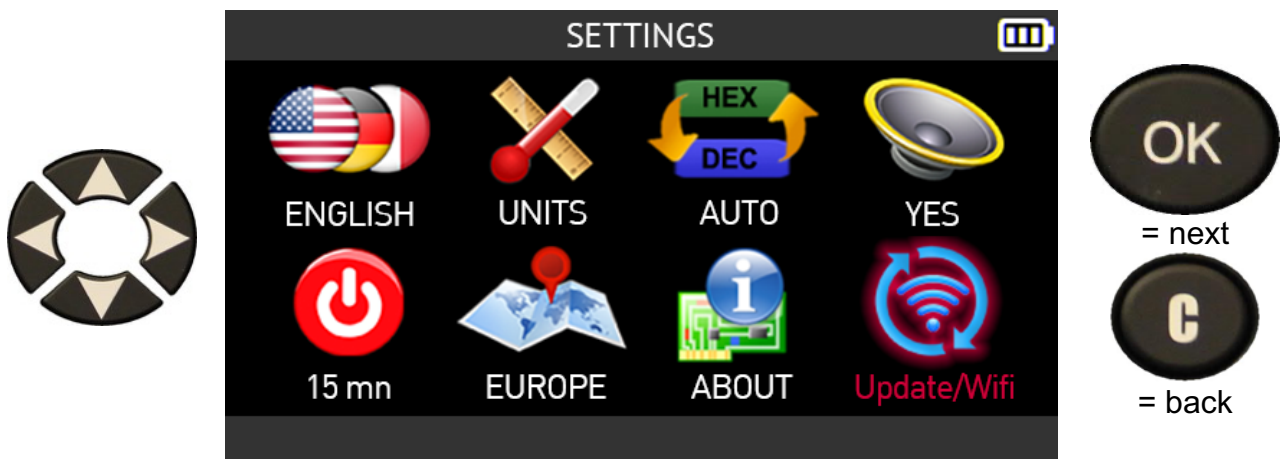 SETTINGS
HEX
DEC
ENGLISH UNITS AUTO YES
15 mn EUROPE ABOUT Update/Wifi
OK
= next
C
= back